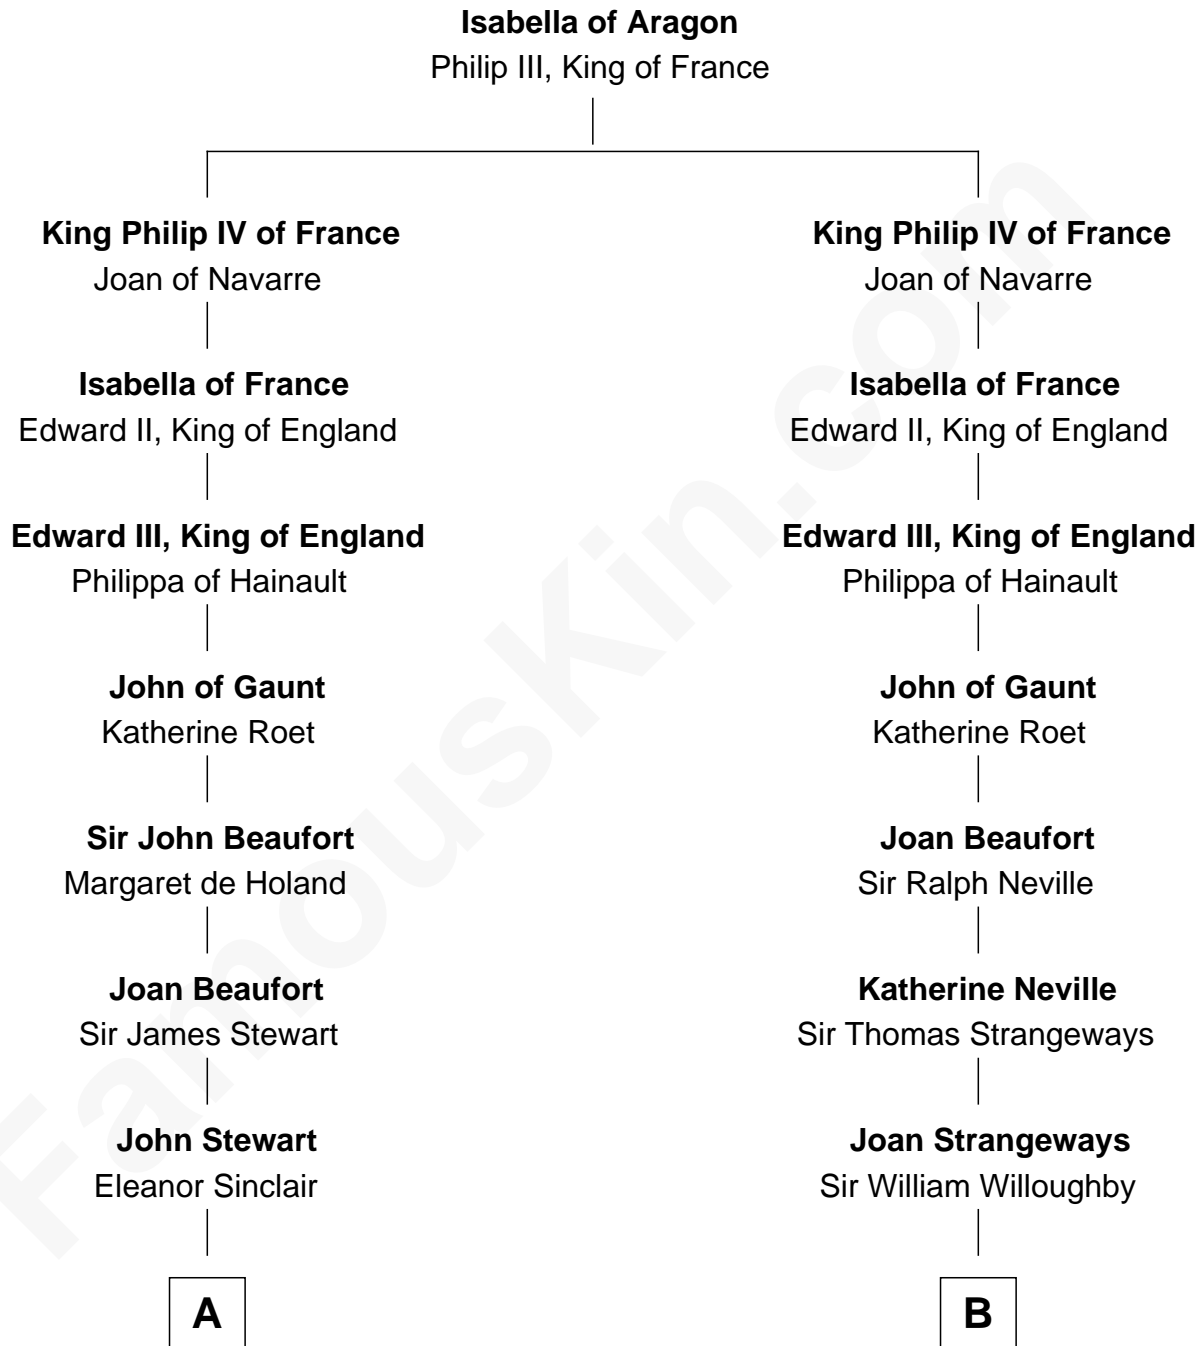 Isabella of Aragon
Philip III, King of France
King Philip IV of France
Joan of Navarre
Isabella of France
Edward II, King of England
Edward III, King of England
Philippa of Hainault
John of Gaunt
Katherine Roet
Sir John Beaufort
Margaret de Holand
Joan Beaufort
Sir James Stewart
John Stewart
Eleanor Sinclair
A
King Philip IV of France
Joan of Navarre
Isabella of France
Edward II, King of England
Edward III, King of England
Philippa of Hainault
John of Gaunt
Katherine Roet
Joan Beaufort
Sir Ralph Neville
Katherine Neville
Sir Thomas Strangeways
Joan Strangeways
Sir William Willoughby
B
FamousKin.com